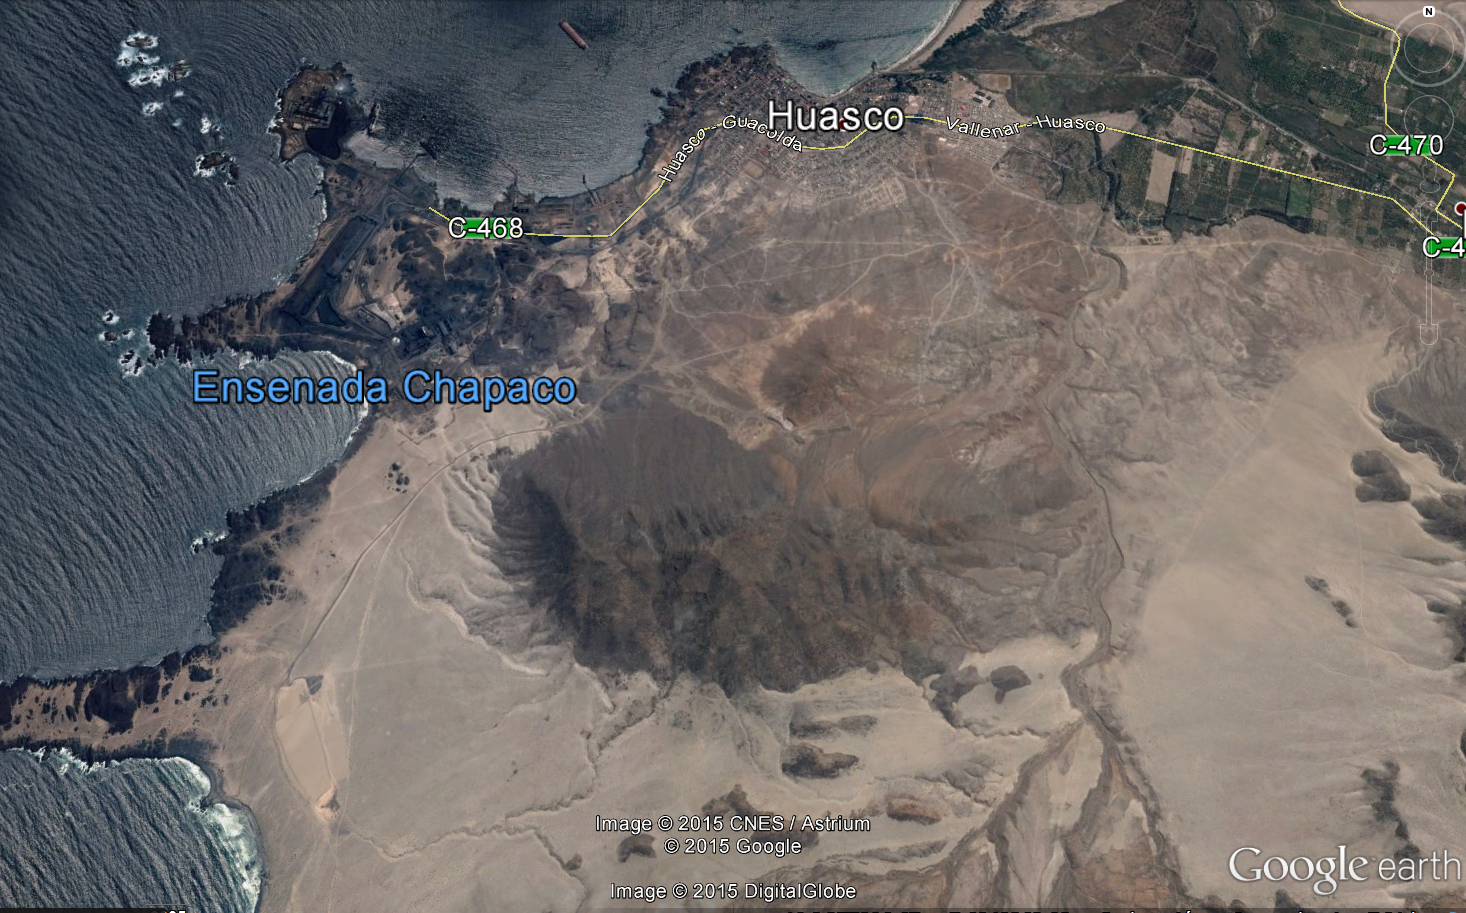 N
Huasco
Huasco - Guacolda
Vallenar - Huasco
C-470
C-468
C-4
Ensenada Chapaco
Image © 2015 CNES / Astrium
© 2015 Google
Image © 2015 DigitalGlobe
Google earth